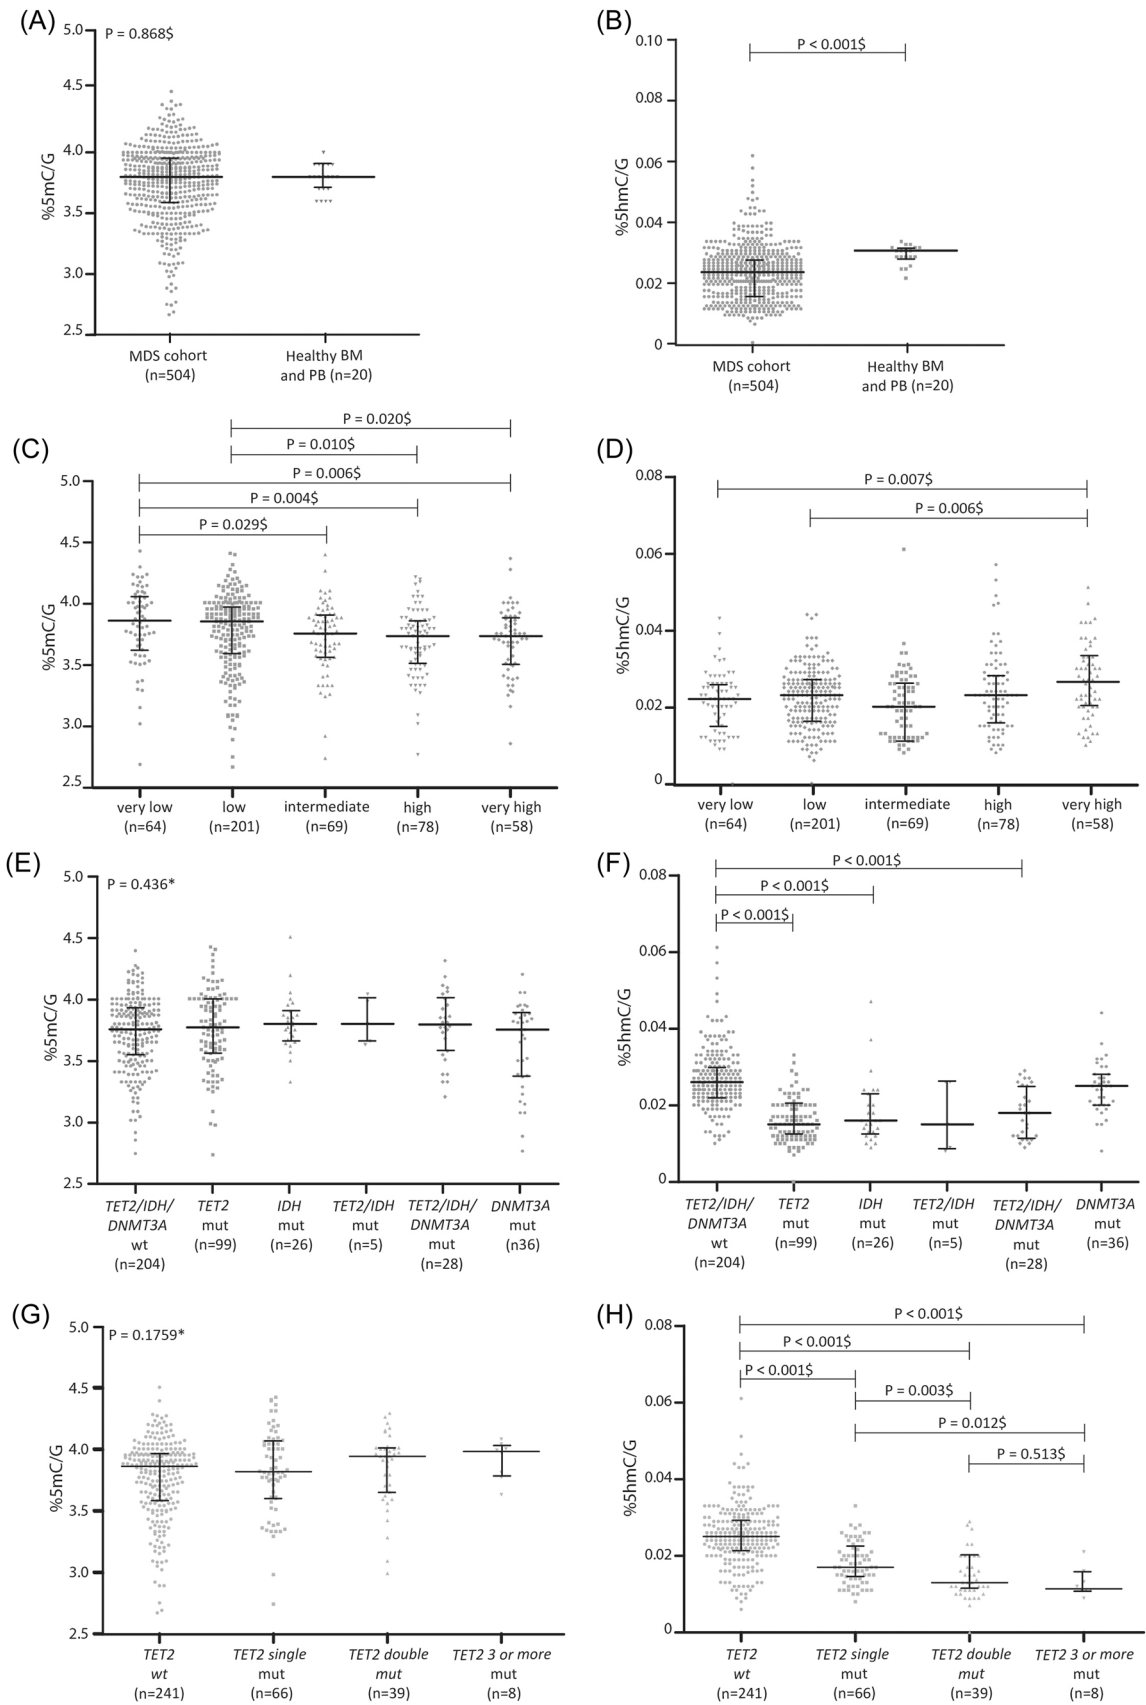 (A)
5.0
P = 0.868$
4.5
4.0
3.5
3.0
2.5
%5mC/G
MDS cohort
(n=504)
Healthy BM
and PB (n=20)
(B)
P < 0.001$
0.10
0.08
0.06
0.04
0.02
0
%5hmC/G
MDS cohort
(n=504)
Healthy BM
and PB (n=20)
(C)
P = 0.020$
P = 0.010$
P = 0.006$
P = 0.004$
P = 0.029$
5.0
4.5
4.0
3.5
3.0
2.5
%5mC/G
very low
(n=64)
low
(n=201)
intermediate
(n=69)
high
(n=78)
very high
(n=58)
(D)
P = 0.007$
P = 0.006$
0.08
0.06
0.04
0.02
0
%5hmC/G
very low
(n=64)
low
(n=201)
intermediate
(n=69)
high
(n=78)
very high
(n=58)
(E)
5.0
P = 0.436*
4.5
4.0
3.5
3.0
2.5
%5mC/G
TET2/IDH/
DNMT3A
wt
(n=204)
TET2
mut
(n=99)
IDH
mut
(n=26)
TET2/IDH
mut
(n=5)
TET2/IDH/
DNMT3A
mut
(n=28)
DNMT3A
mut
(n36)
(F)
P < 0.001$
P < 0.001$
P < 0.001$
0.08
0.06
0.04
0.02
0
%5hmC/G
TET2/IDH/
DNMT3A
wt
(n=204)
TET2
mut
(n=99)
IDH
mut
(n=26)
TET2/IDH
mut
(n=5)
TET2/IDH/
DNMT3A
mut
(n=28)
DNMT3A
mut
(n=36)
(G)
5.0
P = 0.1759*
4.5
4.0
3.5
3.0
2.5
%5mC/G
TET2
wt
(n=241)
TET2 single
mut
(n=66)
TET2 double
mut
(n=39)
TET2 3 or more
mut
(n=8)
(H)
P < 0.001$
P < 0.001$
P < 0.001$
P = 0.003$
P = 0.012$
P = 0.513$
0.08
0.06
0.04
0.02
0
%5hmC/G
TET2
wt
(n=241)
TET2 single
mut
(n=66)
TET2 double
mut
(n=39)
TET2 3 or more
mut
(n=8)